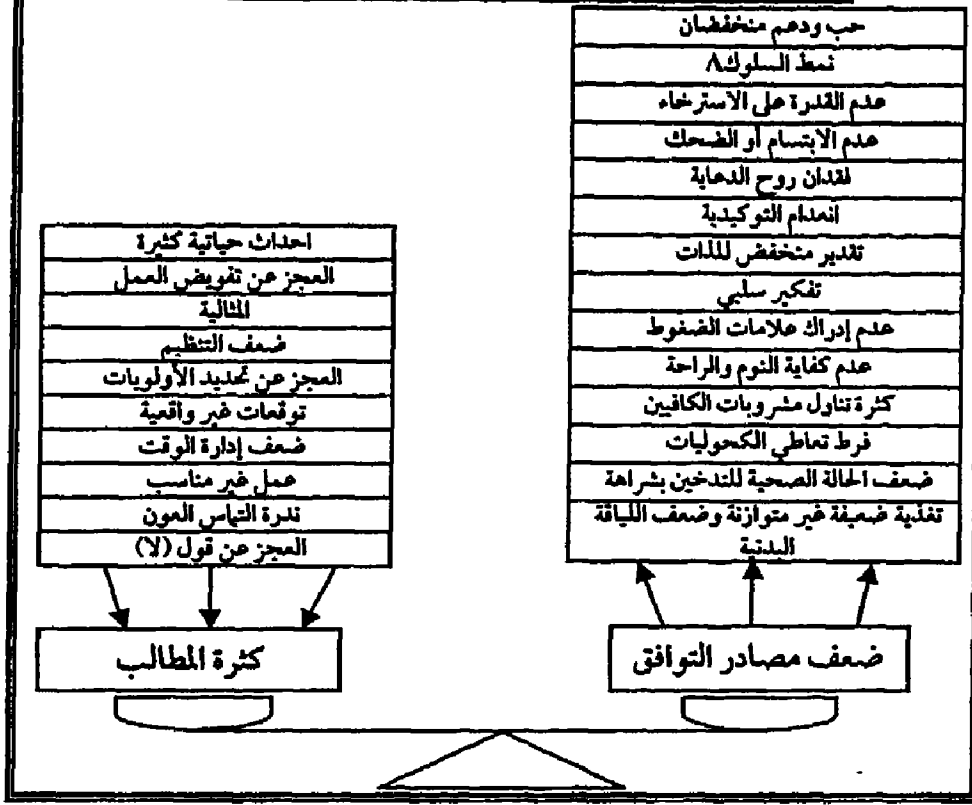 حب ودعم منخفضان
نمط السلوك A
عدم القدرة على الاسترخاء
عدم الابتسام أو الضحك
فقدان روح الدعابة
انعدام التوكيدية
تقدير منخفض للذات
تفكير سلبي
عدم إدراك علامات الضغوط
عدم كفاية النوم والراحة
كثرة تناول مشروبات الكافيين
فرط تعاطي الكحوليات
ضعف الحالة الصحية للتدخين بشراهة
تغذية ضعيفة غير متوازنة وضعف اللياقة
البدنية
ضعف مصادر التوافق
احداث حياتية كثيرة
العجز عن تفويض العمل
المثالية
ضعف التنظيم
العجز عن تحديد الأولويات
توقعات غير واقعية
ضعف إدارة الوقت
عمل غير مناسب
ندرة التماس العون
العجز عن قول (لا)
كثرة المطالب